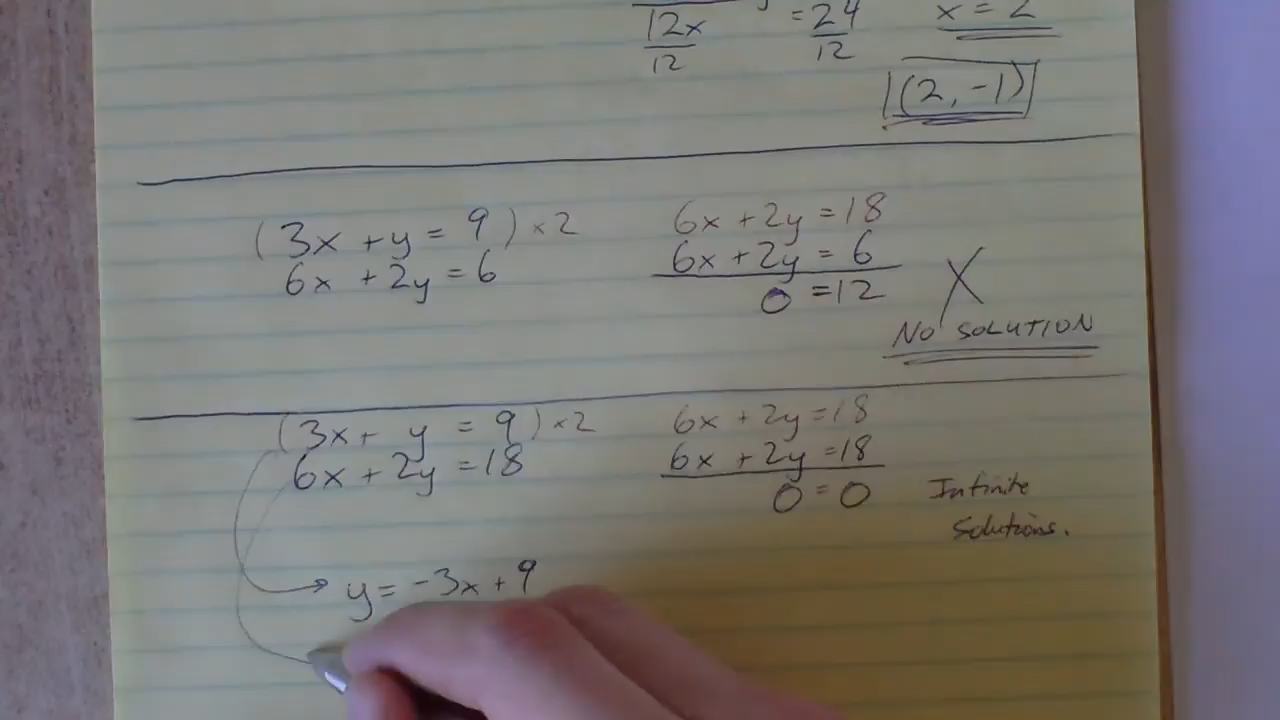 12x = 24 x = 2
12 12
(2, -1)
(3x + y = 9) × 2 6x + 2y = 18
6x + 2y = 6 6x + 2y = 6
0 = 12 X
NO SOLUTION
(3x + y = 9) × 2 6x + 2y = 18
6x + 2y = 18 6x + 2y = 18
0 = 0 Infinite
Solutions.
→ y = -3x + 9